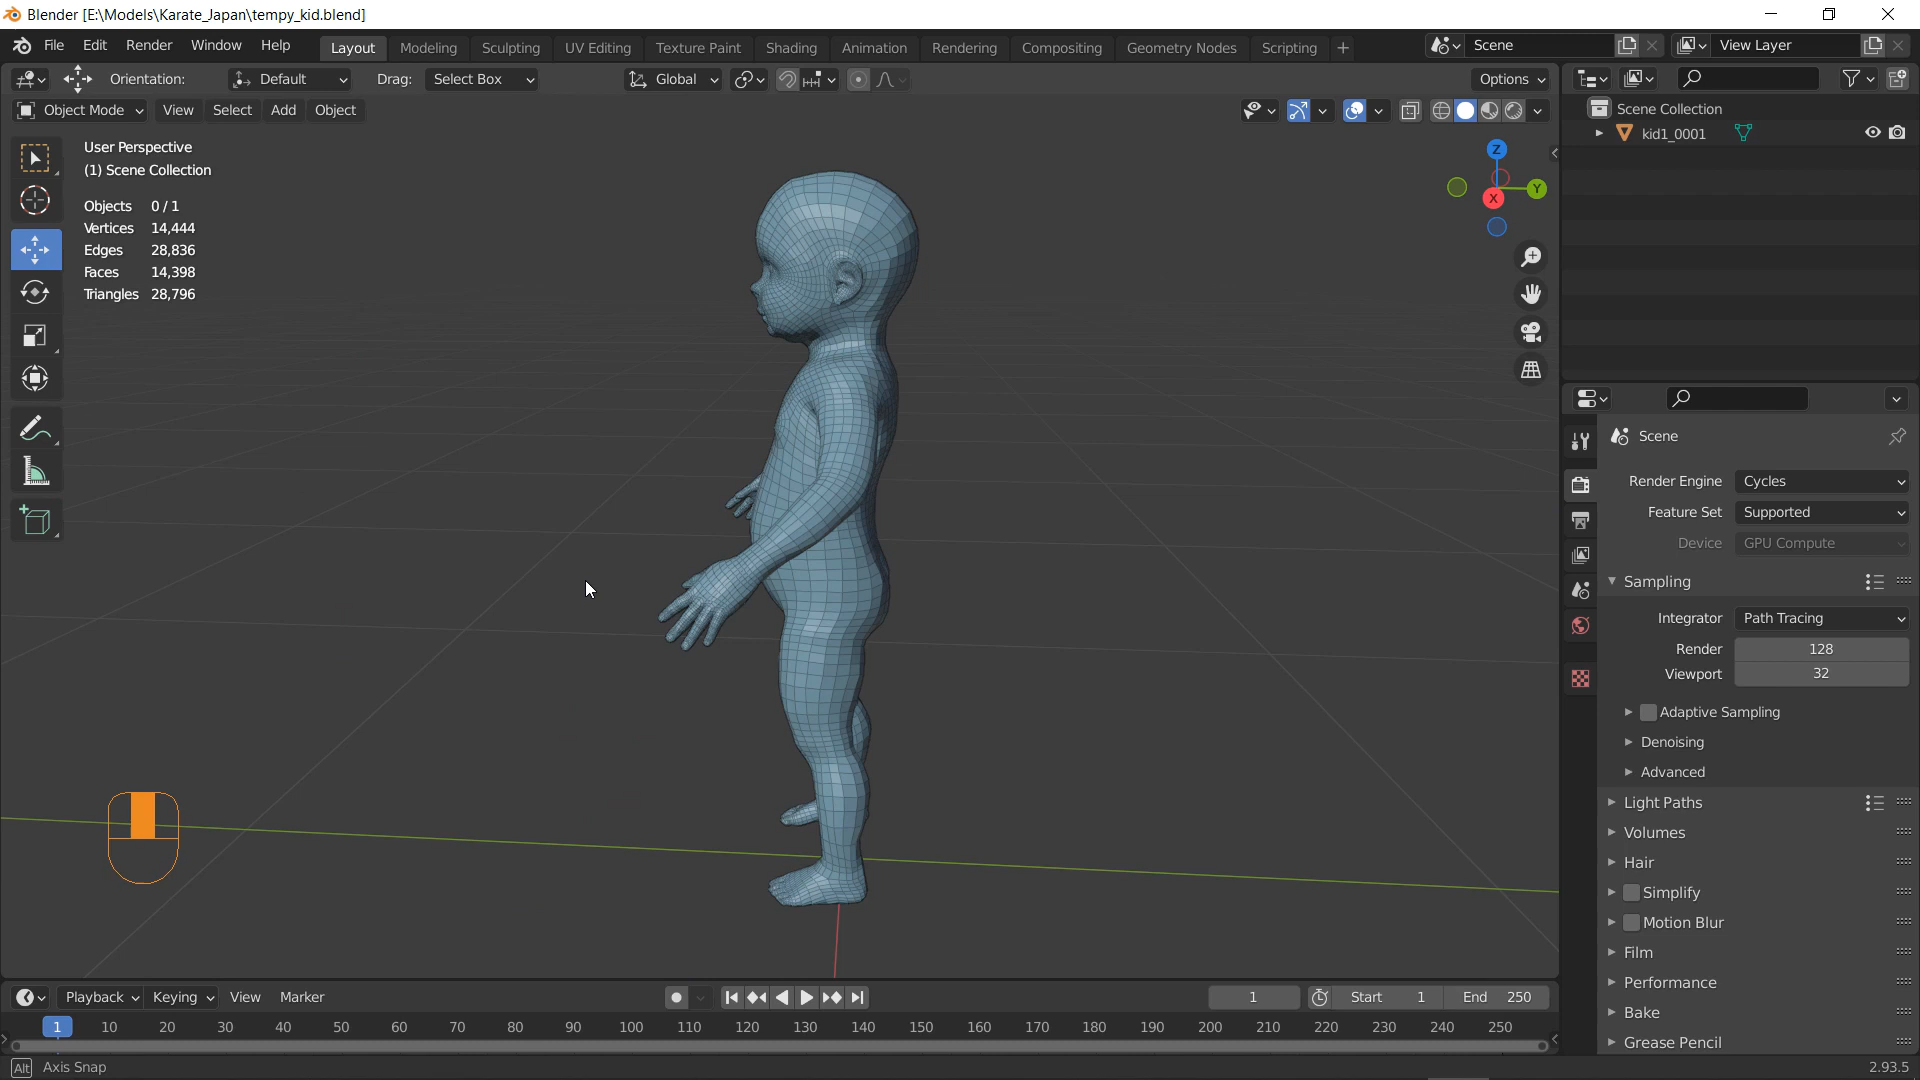 Blender [E:\Models\Karate_Japan\tempy_kid.blend]
File Edit Render Window Help Layout Modeling Sculpting UV Editing Texture Paint Shading Animation Rendering Compositing Geometry Nodes Scripting + Scene View Layer
Orientation: Default Drag: Select Box Global Options
Object Mode View Select Add Object
User Perspective
(1) Scene Collection
Objects 0 / 1
Vertices 14,444
Edges 28,836
Faces 14,398
Triangles 28,796
Z
Y
X
Scene Collection
kid1_0001
Scene
Render Engine Cycles
Feature Set Supported
Device GPU Compute
Sampling
Integrator Path Tracing
Render 128
Viewport 32
Adaptive Sampling
Denoising
Advanced
Light Paths
Volumes
Hair
Simplify
Motion Blur
Film
Performance
Bake
Grease Pencil
Playback Keying View Marker 1 Start 1 End 250
1 10 20 30 40 50 60 70 80 90 100 110 120 130 140 150 160 170 180 190 200 210 220 230 240 250
Alt Axis Snap 2.93.5